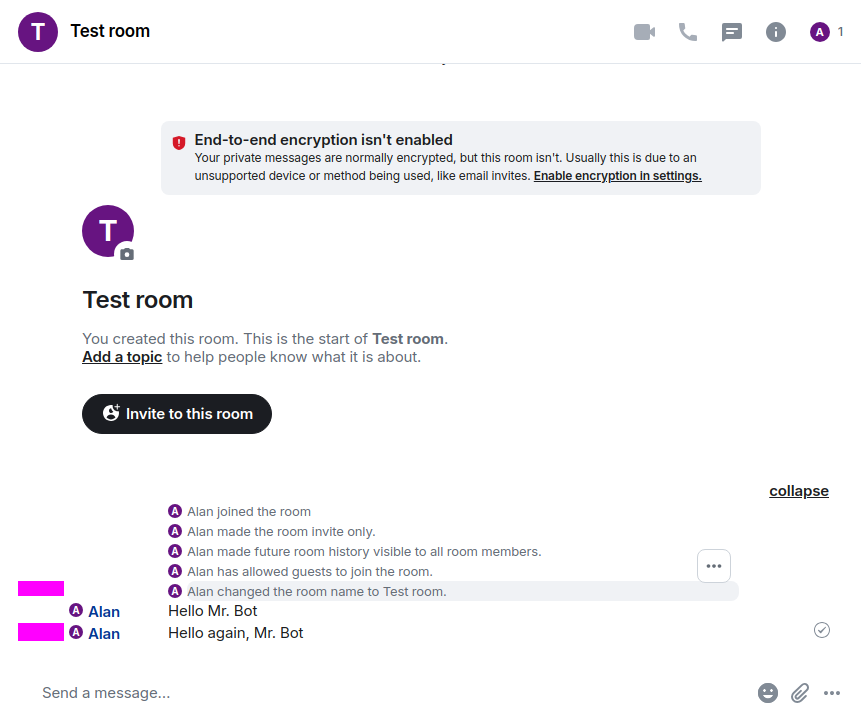 T Test room A 1
End-to-end encryption isn't enabled
Your private messages are normally encrypted, but this room isn't. Usually this is due to an
unsupported device or method being used, like email invites. Enable encryption in settings.
T
Test room
You created this room. This is the start of Test room.
Add a topic to help people know what it is about.
Invite to this room
collapse
A Alan joined the room
A Alan made the room invite only.
A Alan made future room history visible to all room members.
A Alan has allowed guests to join the room.
A Alan changed the room name to Test room.
A Alan Hello Mr. Bot
A Alan Hello again, Mr. Bot
Send a message...